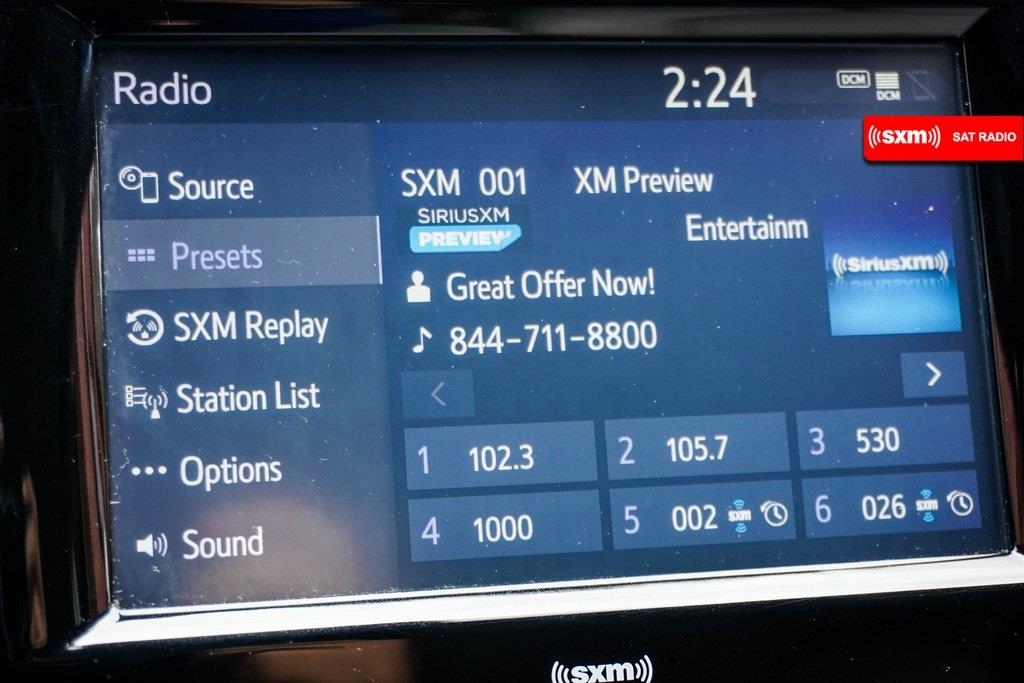 Radio
2:24
DCM
DCM
((sxm)) SAT RADIO
Source
Presets
SXM Replay
Station List
Options
Sound
SXM 001 XM Preview
SIRIUSXM
PREVIEW
Entertainm
((SiriusXM))
Great Offer Now!
844-711-8800
< >
1 102.3
2 105.7
3 530
4 1000
5 002 sxm
6 026 sxm
((sxm))